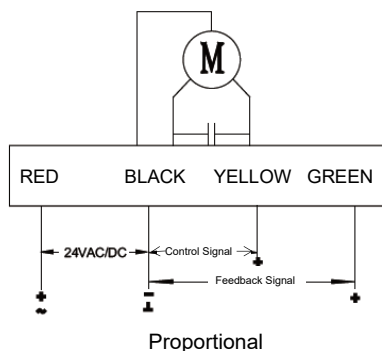 M
RED BLACK YELLOW GREEN
24VAC/DC Control Signal
+
Feedback Signal
+ ~ - ⊥ +
Proportional